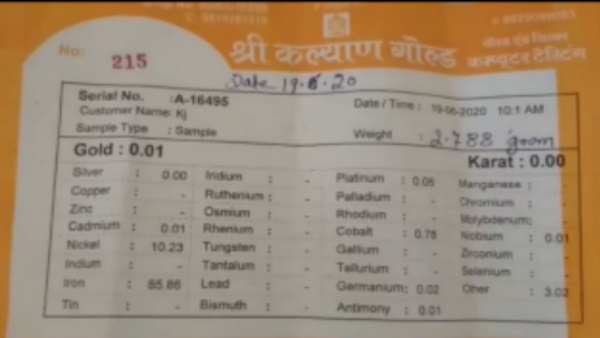 No: 215
श्री कल्याण गोल्ड
गोल्ड एंड सिल्वर
कम्प्यूटर टेस्टिंग
Date 19.6.20
Serial No. :A-16495
Date / Time : 19-06-2020 10:1 AM
Customer Name: Kj
Sample Type : Sample
Weight : 2.788 geom
Gold : 0.01
Karat : 0.00
Silver : 0.00 Iridium : - Platinum : 0.05 Manganese : -
Copper : - Ruthenium : - Palladium : - Chromium : -
Zinc : - Osmium : - Rhodium : - Molybdenum: -
Cadmium : 0.01 Rhenium : - Cobalt : 0.78 Niobium : 0.01
Nickel : 10.23 Tungsten : - Gallium : - Zirconium : -
Indium : - Tantalum : - Tellurium : - Selenium : -
Iron : 85.86 Lead : - Germanium: 0.02 Other : 3.02
Tin : - Bismuth : - Antimony : 0.01